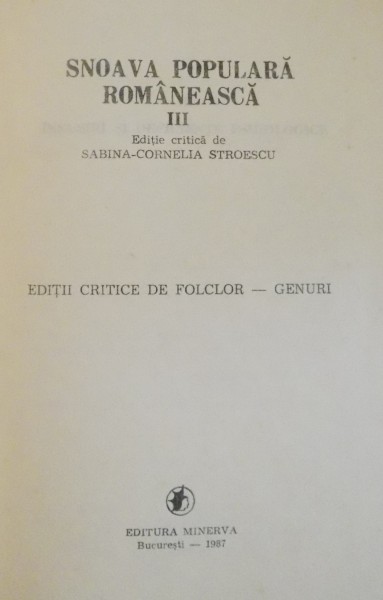 SNOAVA POPULARĂ
ROMÂNEASCĂ
III
Ediție critică de
SABINA-CORNELIA STROESCU
EDIȚII CRITICE DE FOLCLOR — GENURI
EDITURA MINERVA
București — 1987